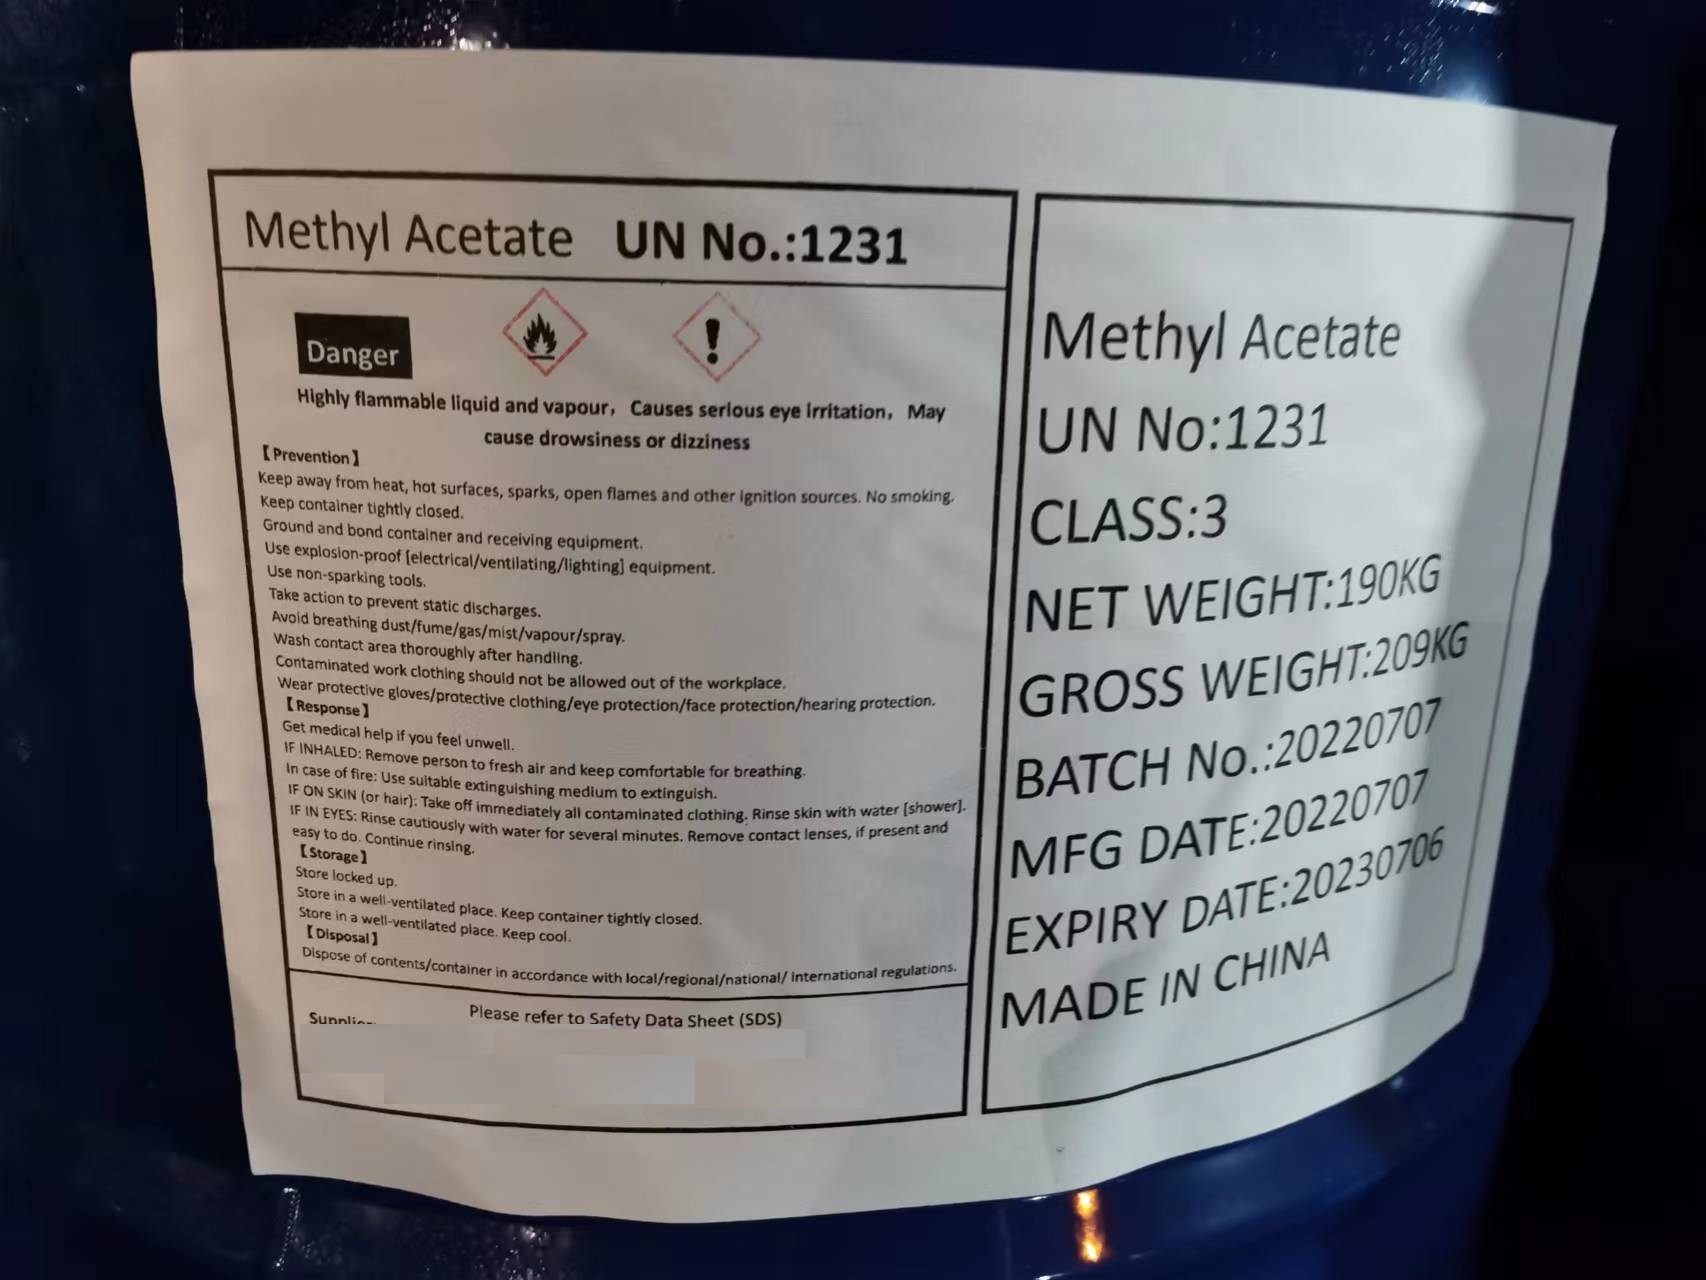 Methyl Acetate UN No.:1231
Danger
Highly flammable liquid and vapour, Causes serious eye irritation, May
cause drowsiness or dizziness
【Prevention】
Keep away from heat, hot surfaces, sparks, open flames and other ignition sources. No smoking.
Keep container tightly closed.
Ground and bond container and receiving equipment.
Use explosion-proof [electrical/ventilating/lighting] equipment.
Use non-sparking tools.
Take action to prevent static discharges.
Avoid breathing dust/fume/gas/mist/vapour/spray.
Wash contact area thoroughly after handling.
Contaminated work clothing should not be allowed out of the workplace.
Wear protective gloves/protective clothing/eye protection/face protection/hearing protection.
【Response】
Get medical help if you feel unwell.
IF INHALED: Remove person to fresh air and keep comfortable for breathing.
In case of fire: Use suitable extinguishing medium to extinguish.
IF ON SKIN (or hair): Take off immediately all contaminated clothing. Rinse skin with water [shower].
IF IN EYES: Rinse cautiously with water for several minutes. Remove contact lenses, if present and
easy to do. Continue rinsing.
【Storage】
Store locked up.
Store in a well-ventilated place. Keep container tightly closed.
Store in a well-ventilated place. Keep cool.
【Disposal】
Dispose of contents/container in accordance with local/regional/national/ international regulations.
Please refer to Safety Data Sheet (SDS)
Methyl Acetate
UN No:1231
CLASS:3
NET WEIGHT:190KG
GROSS WEIGHT:209KG
BATCH No.:20220707
MFG DATE:20220707
EXPIRY DATE:20230706
MADE IN CHINA